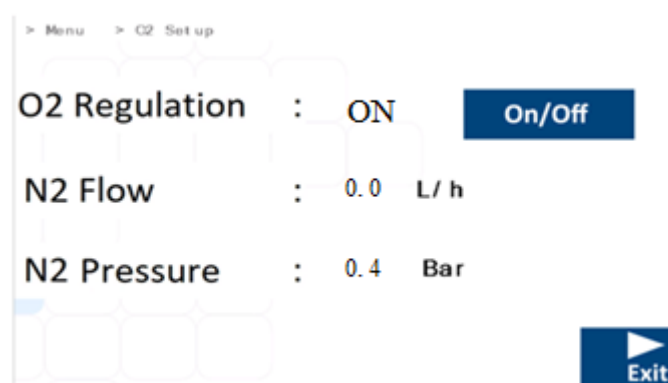 > Menu > O2 Set up
O2 Regulation : ON On/Off
N2 Flow : 0.0 L/h
N2 Pressure : 0.4 Bar
Exit